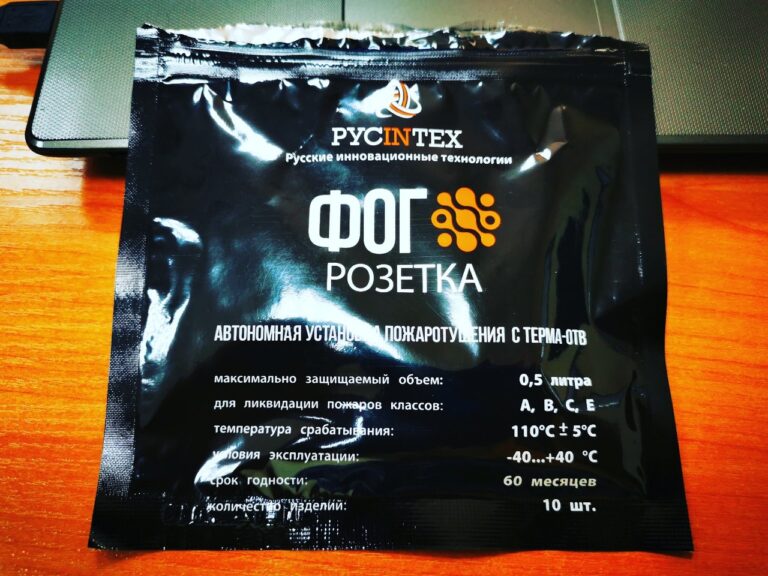 РУСINТЕХ
Русские инновационные технологии
ФОГ
РОЗЕТКА
АВТОНОМНАЯ УСТАНОВКА ПОЖАРОТУШЕНИЯ С ТЕРМА-ОТВ
максимально защищаемый объем: 0,5 литра
для ликвидации пожаров классов: А, В, С, Е
температура срабатывания: 110°С ± 5°С
условия эксплуатации: -40...+40 °С
срок годности: 60 месяцев
количество изделий: 10 шт.